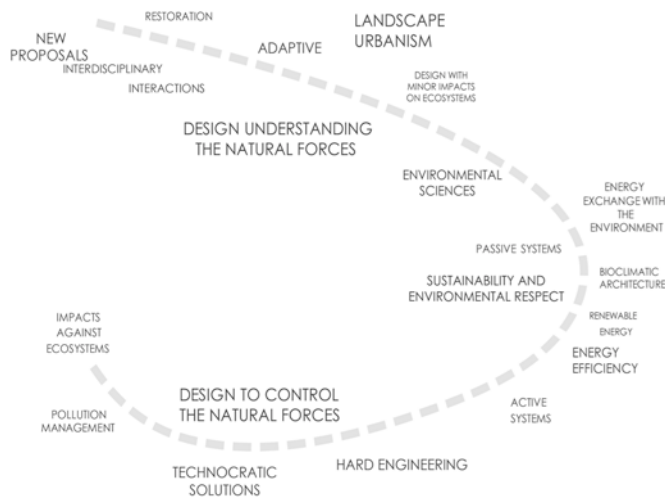 RESTORATION
LANDSCAPE
URBANISM
NEW
PROPOSALS
ADAPTIVE
INTERDISCIPLINARY
INTERACTIONS
DESIGN WITH
MINOR IMPACTS
ON ECOSYSTEMS
DESIGN UNDERSTANDING
THE NATURAL FORCES
ENVIRONMENTAL
SCIENCES
ENERGY
EXCHANGE WITH
THE
ENVIRONMENT
PASSIVE SYSTEMS
SUSTAINABILITY AND
ENVIRONMENTAL RESPECT
BIOCLIMATIC
ARCHITECTURE
IMPACTS
AGAINST
ECOSYSTEMS
RENEWABLE
ENERGY
ENERGY
EFFICIENCY
DESIGN TO CONTROL
THE NATURAL FORCES
ACTIVE
SYSTEMS
POLLUTION
MANAGEMENT
HARD ENGINEERING
TECHNOCRATIC
SOLUTIONS